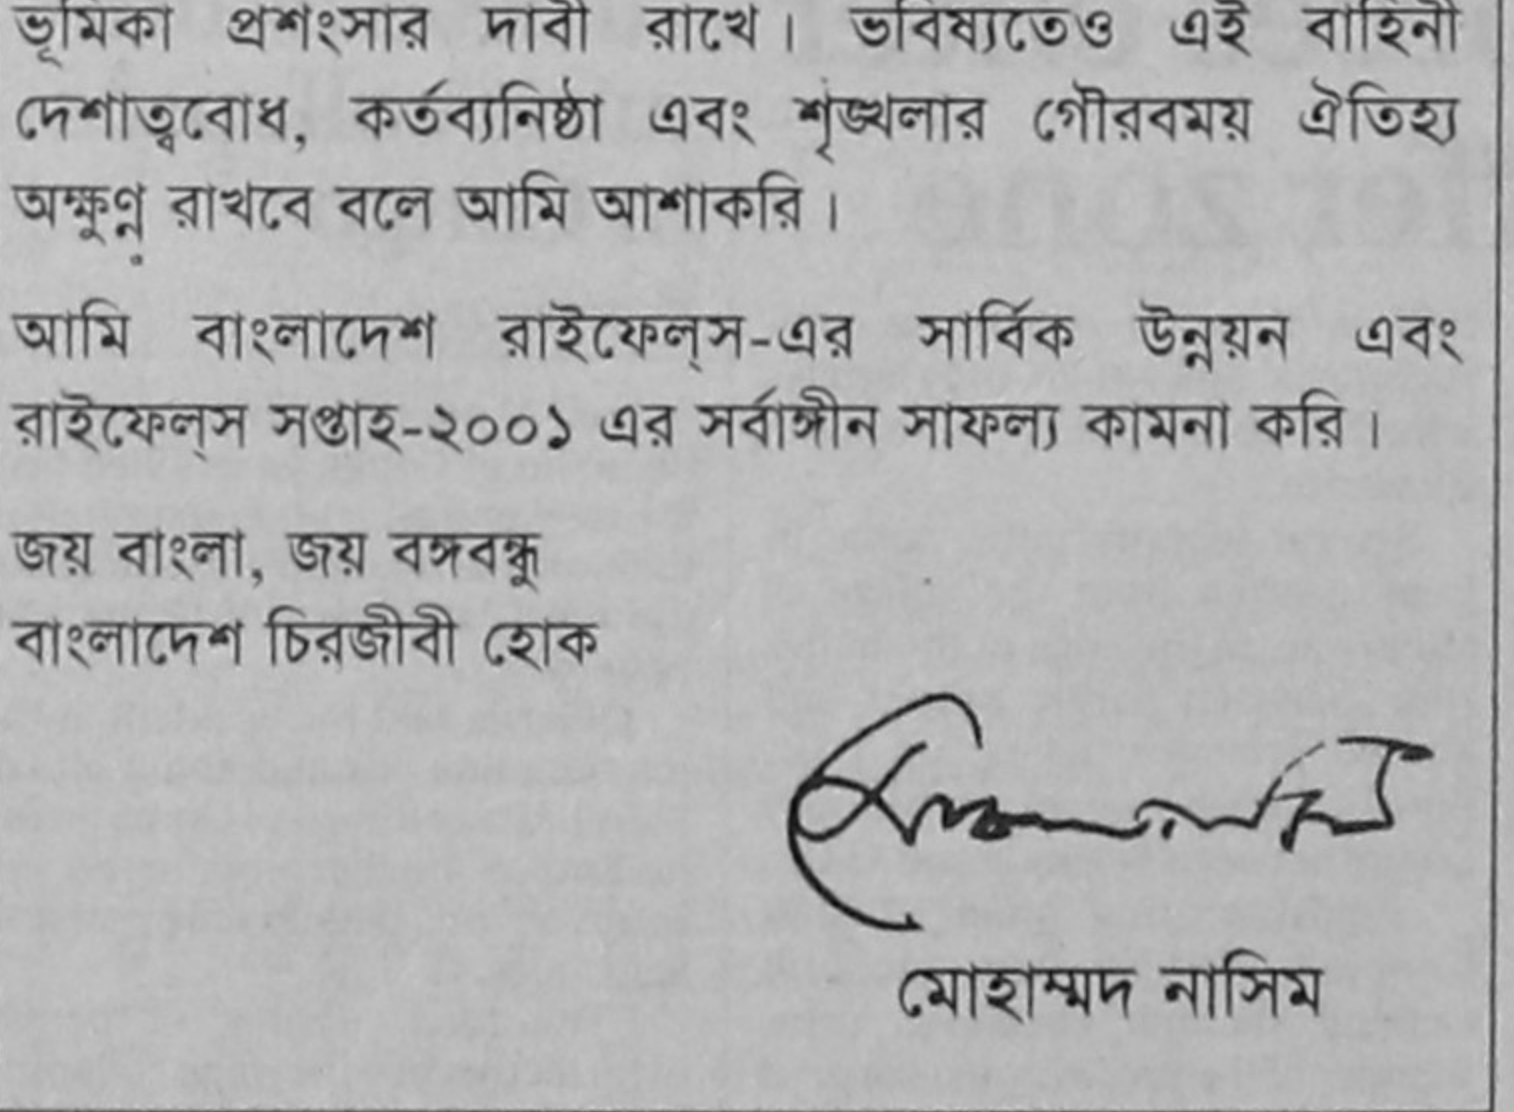 ভূমিকা প্রশংসার দাবী রাখে। ভবিষ্যতেও এই বাহিনী
দেশাত্ববোধ, কর্তব্যনিষ্ঠা এবং শৃঙ্খলার গৌরবময় ঐতিহ্য
অক্ষুণ্ন রাখবে বলে আমি আশাকরি।
আমি বাংলাদেশ রাইফেল্‌স-এর সার্বিক উন্নয়ন এবং
রাইফেল্‌স সপ্তাহ-২০০১ এর সর্বাঙ্গীন সাফল্য কামনা করি।
জয় বাংলা, জয় বঙ্গবন্ধু
বাংলাদেশ চিরজীবী হোক
মোহাম্মদ নাসিম